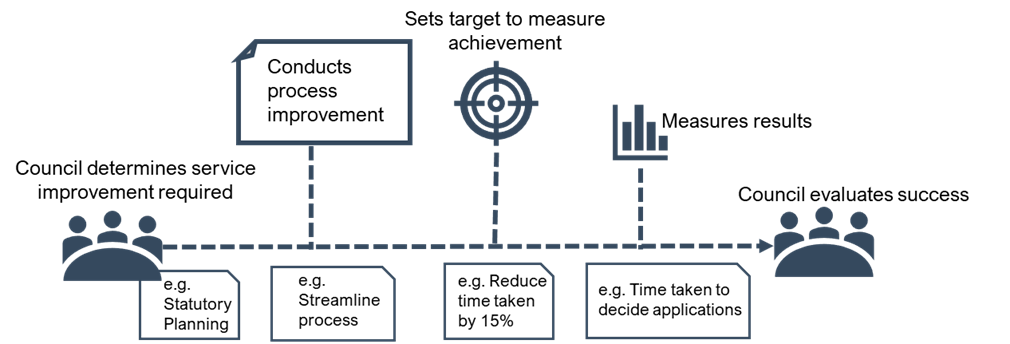 Sets target to measure
achievement
Conducts
process
improvement
Measures results
Council determines service
improvement required
Council evaluates success
e.g.
Statutory
Planning
e.g.
Streamline
process
e.g. Reduce
time taken
by 15%
e.g. Time taken to
decide applications